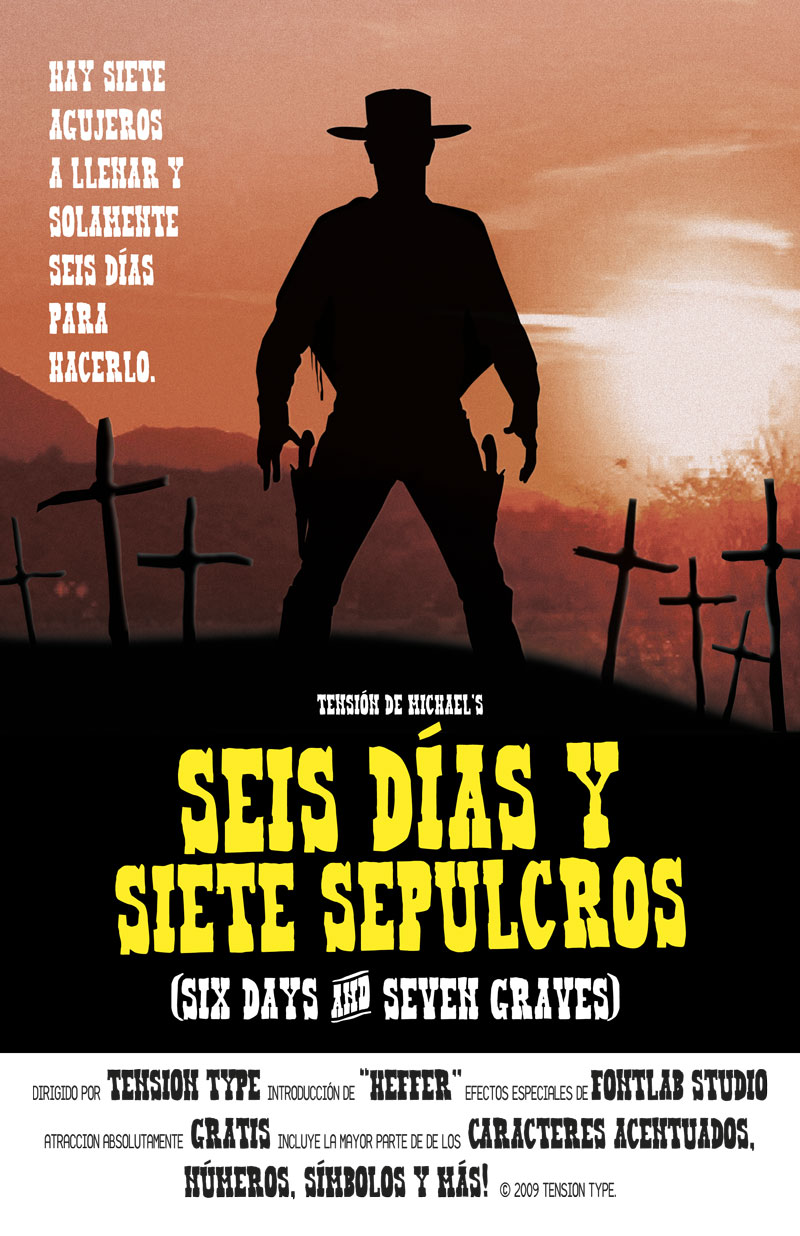 HAY SIETE
AGUJEROS
A LLENAR Y
SOLAMENTE
SEIS DÍAS
PARA
HACERLO.
TENSIÓN DE MICHAEL'S
SEIS DÍAS Y
SIETE SEPULCROS
(SIX DAYS AND SEVEN GRAVES)
DIRIGIDO POR TENSION TYPE INTRODUCCIÓN DE "HEFFER" EFECTOS ESPECIALES DE FONTLAB STUDIO
ATRACCION ABSOLUTAMENTE GRATIS INCLUYE LA MAYOR PARTE DE DE LOS CARACTERES ACENTUADOS,
NÚMEROS, SÍMBOLOS Y MÁS! © 2009 TENSION TYPE.